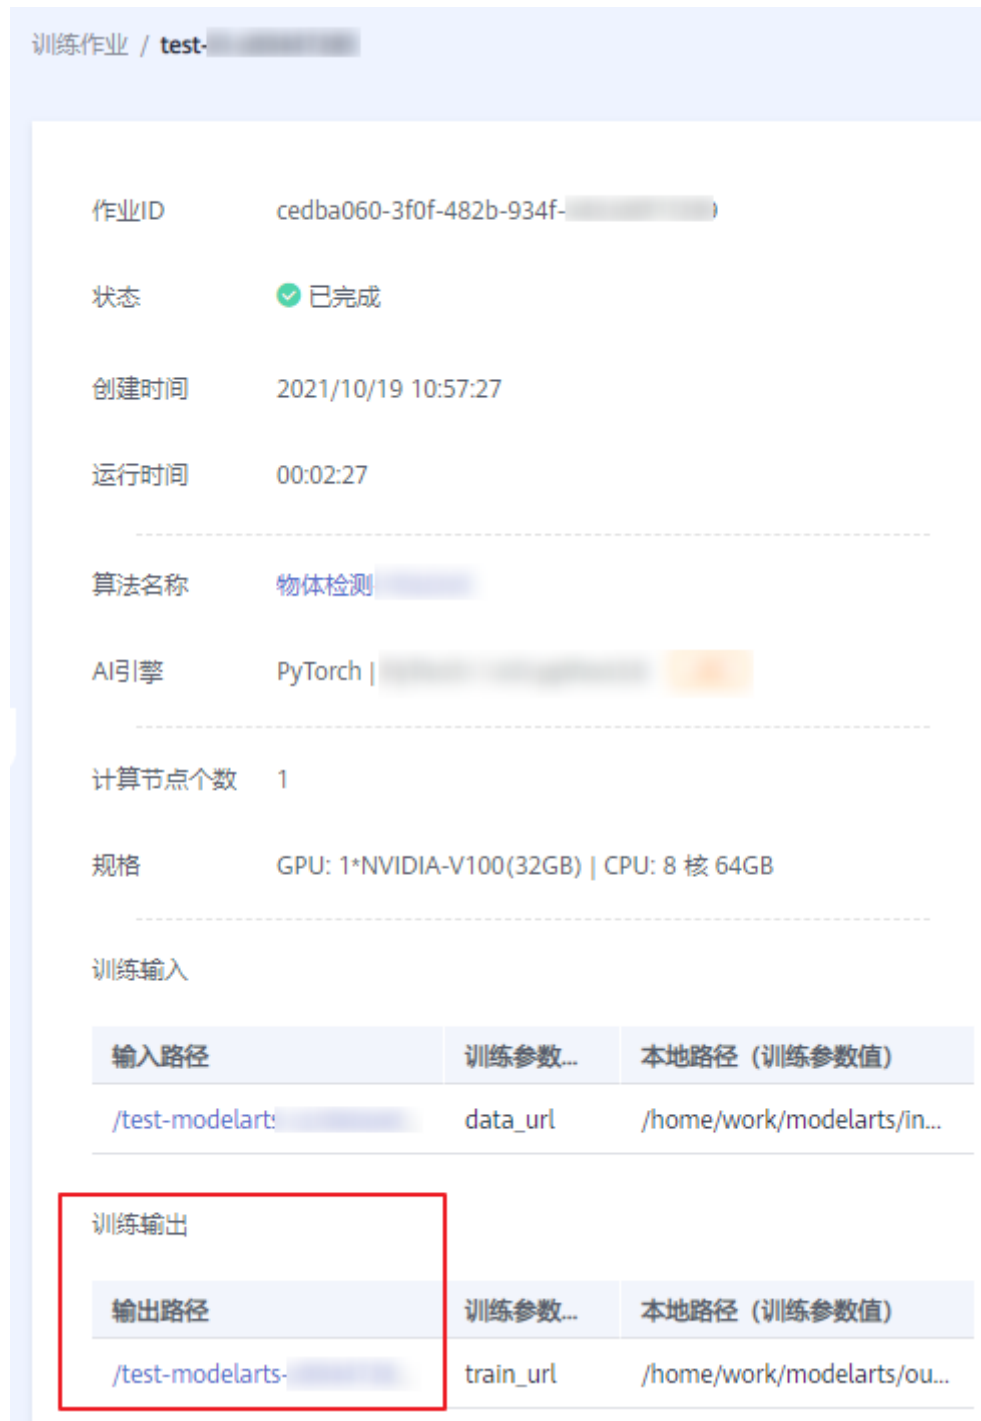 训练作业 / test-
作业ID cedba060-3f0f-482b-934f-
状态 已完成
创建时间 2021/10/19 10:57:27
运行时间 00:02:27
算法名称 物体检测
AI引擎 PyTorch |
计算节点个数 1
规格 GPU: 1*NVIDIA-V100(32GB) | CPU: 8 核 64GB
训练输入
输入路径 训练参数... 本地路径（训练参数值）
/test-modelarts data_url /home/work/modelarts/in...
训练输出
输出路径 训练参数... 本地路径（训练参数值）
/test-modelarts- train_url /home/work/modelarts/ou...